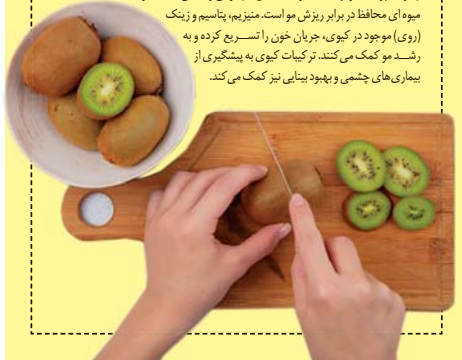 میوه ای محافظ در برابر ریزش مو است. منیزیم، پتاسیم و زینک
(روی) موجود در کیوی، جریان خون را تســریع کرده و به
رشــد مو کمک می‌کنند. ترکیبات کیوی به پیشگیری از
بیماری‌های چشمی و بهبود بینایی نیز کمک می‌کند.